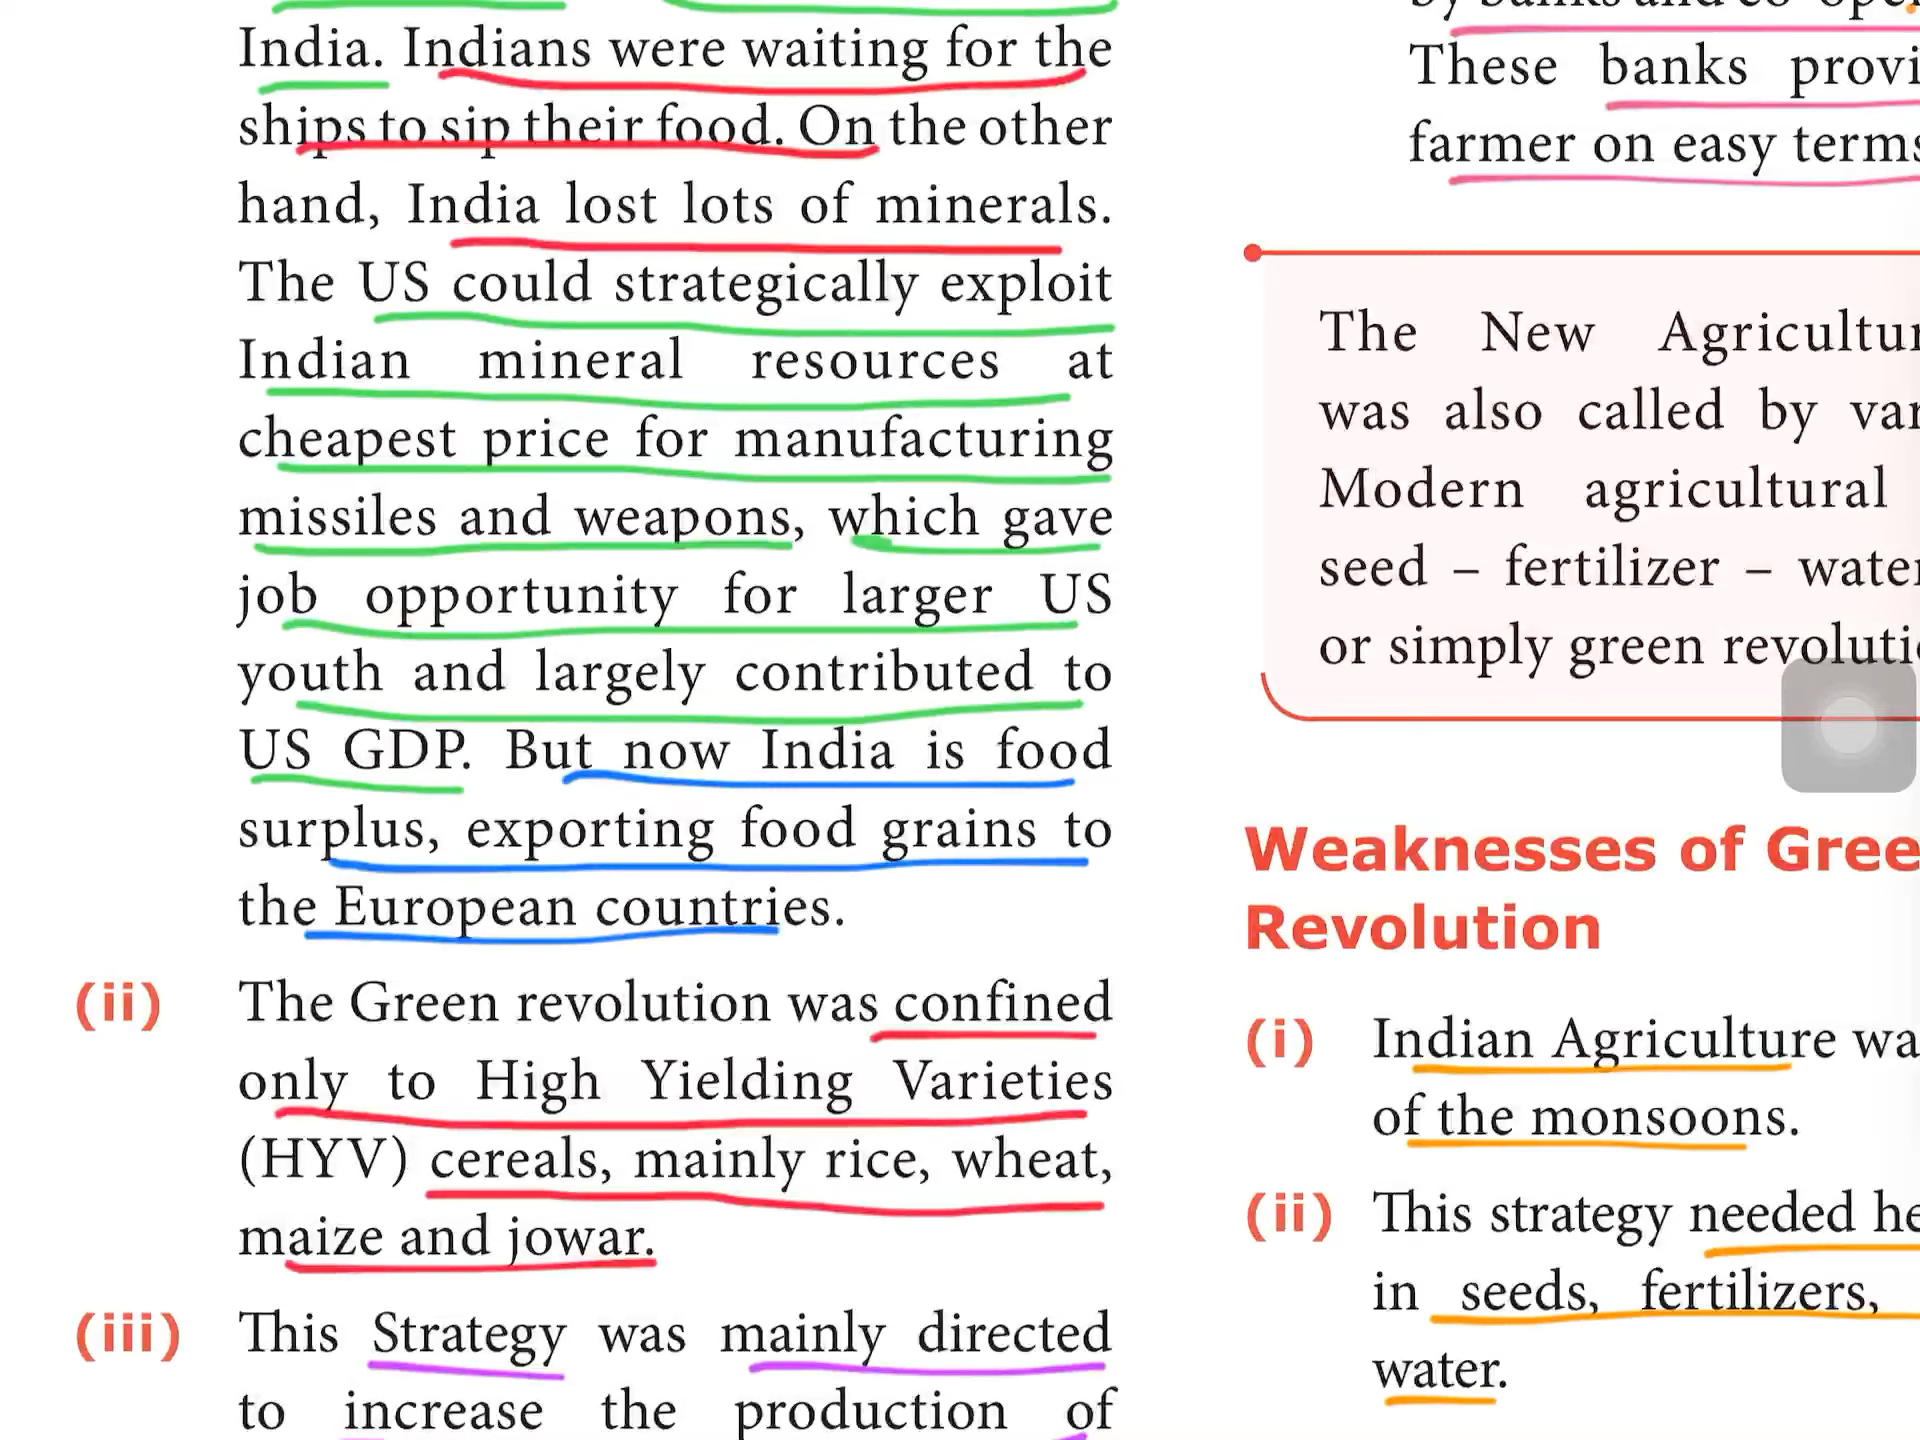 India. Indians were waiting for the
ships to sip their food. On the other
hand, India lost lots of minerals.
The US could strategically exploit
Indian mineral resources at
cheapest price for manufacturing
missiles and weapons, which gave
job opportunity for larger US
youth and largely contributed to
US GDP. But now India is food
surplus, exporting food grains to
the European countries.
(ii) The Green revolution was confined
only to High Yielding Varieties
(HYV) cereals, mainly rice, wheat,
maize and jowar.
(iii) This Strategy was mainly directed
to increase the production of
by banks and
These banks
farmer on easy terms
The New
was also called by
Modern agricultural
seed – fertilizer –
or simply green
Weaknesses of
Revolution
(i) Indian Agriculture
of the monsoons.
(ii) This strategy needed
in seeds, fertilizers,
water.